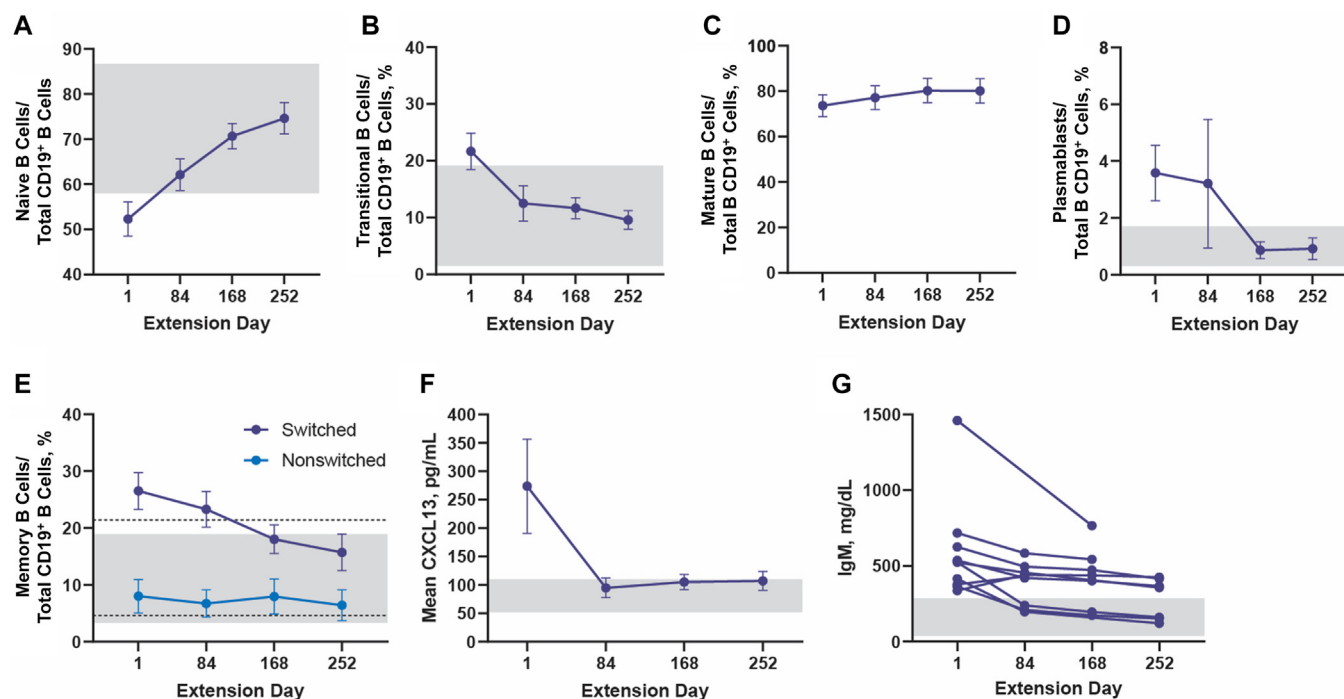 A
Naive B Cells/
Total CD19+ B Cells
90
80
70
60
50
40
1 84 168 252
Extension Day
B
Transitional B Cells/
Total CD19+ B Cells, %
40
30
20
10
0
1 84 168 252
Extension Day
C
Mature B Cells/
Total B CD19+ Cells, %
100
80
60
40
20
0
1 84 168 252
Extension Day
D
Plasmablasts/
Total B CD19+ Cells, %
8
6
4
2
0
1 84 168 252
Extension Day
E
Memory B Cells/
Total CD19+ B Cells, %
40
30
20
10
0
Switched
Nonswitched
1 84 168 252
Extension Day
F
Mean CXCL13, pg/mL
400
350
300
250
200
150
100
50
0
1 84 168 252
Extension Day
G
IgM, mg/dL
1500
1000
500
0
1 84 168 252
Extension Day